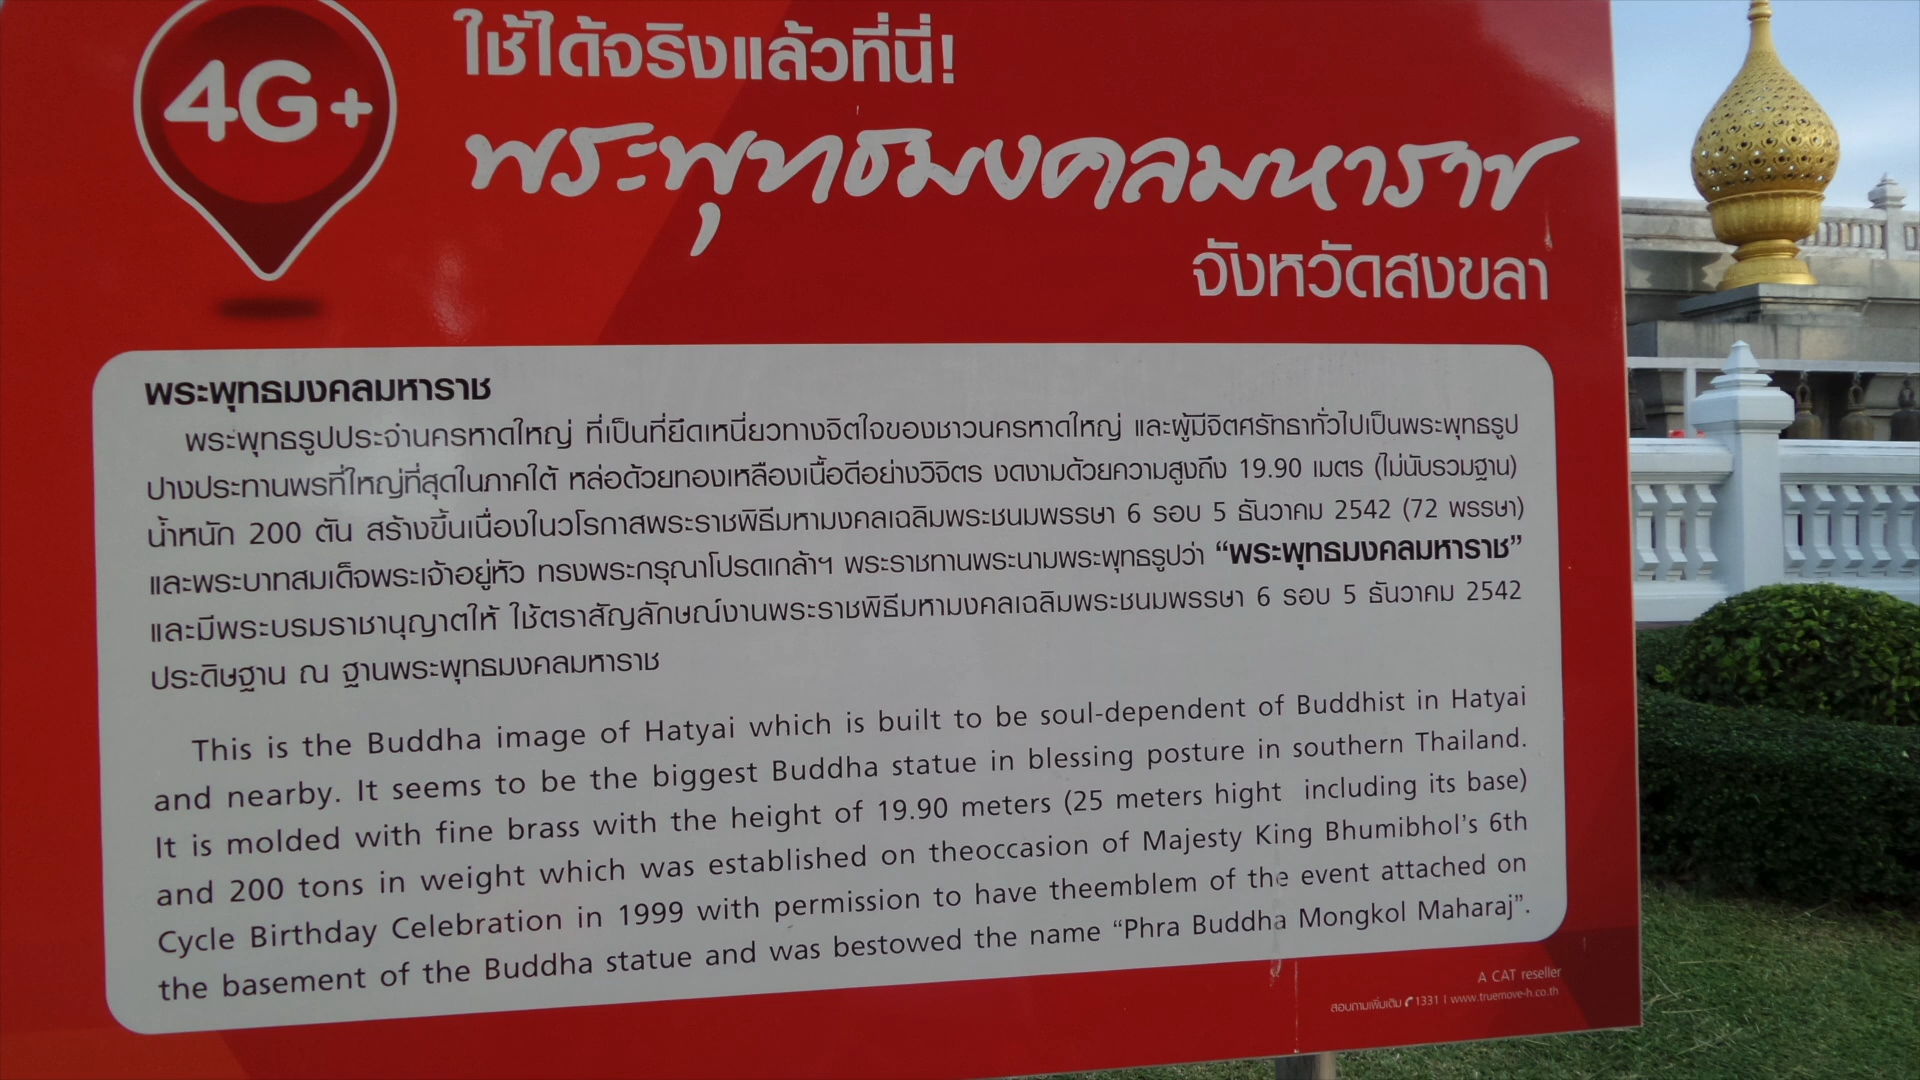 4G+
ใช้ได้จริงแล้วที่นี่!
พระพุทธมงคลมหาราช
จังหวัดสงขลา
พระพุทธมงคลมหาราช
พระพุทธรูปประจำนครหาดใหญ่ ที่เป็นที่ยึดเหนี่ยวทางจิตใจของชาวนครหาดใหญ่ และผู้มีจิตศรัทธาทั่วไปเป็นพระพุทธรูป
ปางประทานพรที่ใหญ่ที่สุดในภาคใต้ หล่อด้วยทองเหลืองเนื้อดีอย่างวิจิตร งดงามด้วยความสูงถึง 19.90 เมตร (ไม่นับรวมฐาน)
น้ำหนัก 200 ตัน สร้างขึ้นเนื่องในวโรกาสพระราชพิธีมหามงคลเฉลิมพระชนมพรรษา 6 รอบ 5 ธันวาคม 2542 (72 พรรษา)
และพระบาทสมเด็จพระเจ้าอยู่หัว ทรงพระกรุณาโปรดเกล้าฯ พระราชทานพระนามพระพุทธรูปว่า “พระพุทธมงคลมหาราช”
และมีพระบรมราชานุญาตให้ ใช้ตราสัญลักษณ์งานพระราชพิธีมหามงคลเฉลิมพระชนมพรรษา 6 รอบ 5 ธันวาคม 2542
ประดิษฐาน ณ ฐานพระพุทธมงคลมหาราช
This is the Buddha image of Hatyai which is built to be soul-dependent of Buddhist in Hatyai
and nearby. It seems to be the biggest Buddha statue in blessing posture in southern Thailand.
It is molded with fine brass with the height of 19.90 meters (25 meters hight including its base)
and 200 tons in weight which was established on theoccasion of Majesty King Bhumibhol's 6th
Cycle Birthday Celebration in 1999 with permission to have theemblem of the event attached on
the basement of the Buddha statue and was bestowed the name “Phra Buddha Mongkol Maharaj”.
A CAT reseller
สอบถามเพิ่มเติม 1331 | www.truemove-h.co.th